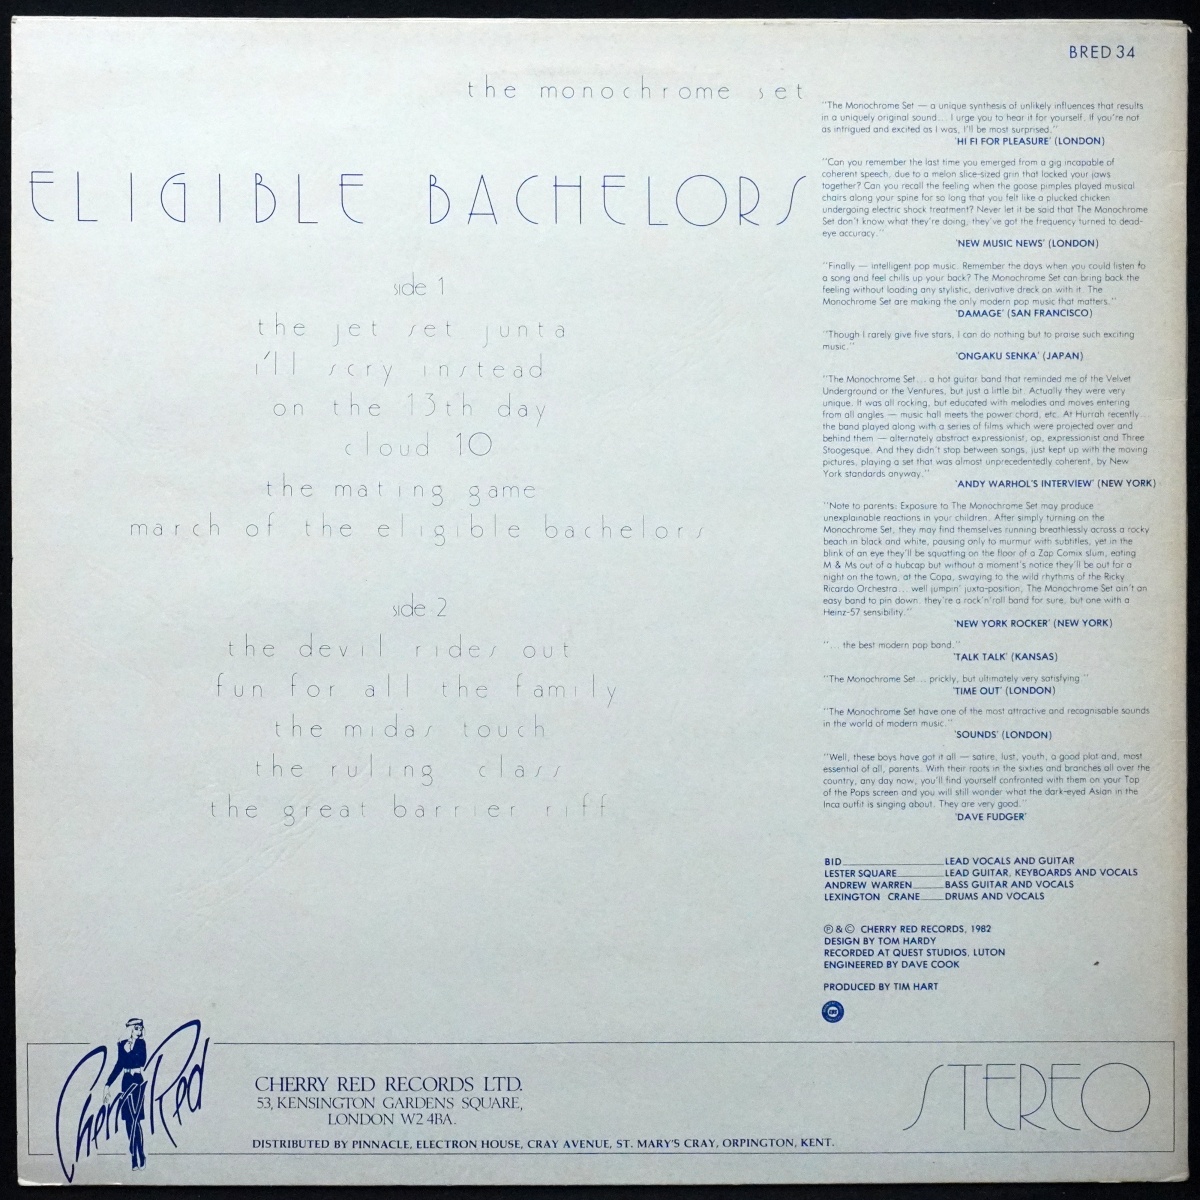 BRED 34
the monochrome set
ELIGIBLE BACHELORS
side 1
the jet set junta
i'll scry instead
on the 13th day
cloud 10
the mating game
march of the eligible bachelors
side 2
the devil rides out
fun for all the family
the midas touch
the ruling class
the great barrier riff
"The Monochrome Set — a unique synthesis of unlikely influences that results
in a uniquely original sound... I urge you to hear it for yourself. If you're not
as intrigued and excited as I was, I'll be most surprised."
'HI FI FOR PLEASURE' (LONDON)
"Can you remember the last time you emerged from a gig incapable of
coherent speech, due to a melon slice-sized grin that locked your jaws
together? Can you recall the feeling when the goose pimples played musical
chairs along your spine for so long that you felt like a plucked chicken
undergoing electric shock treatment? Never let it be said that The Monochrome
Set don't know what they're doing, they've got the frequency turned to dead-
eye accuracy."
'NEW MUSIC NEWS' (LONDON)
"Finally — intelligent pop music. Remember the days when you could listen to
a song and feel chills up your back? The Monochrome Set can bring back the
feeling without loading any stylistic, derivative dreck on with it. The
Monochrome Set are making the only modern pop music that matters."
'DAMAGE' (SAN FRANCISCO)
"Though I rarely give five stars, I can do nothing but to praise such exciting
music."
'ONGAKU SENKA' (JAPAN)
"The Monochrome Set... a hot guitar band that reminded me of the Velvet
Underground or the Ventures, but just a little bit. Actually they were very
unique. It was all rocking, but educated with melodies and moves entering
from all angles — music hall meets the power chord, etc. At Hurrah recently...
the band played along with a series of films which were projected over and
behind them — alternately abstract expressionist, op, expressionist and Three
Stoogesque. And they didn't stop between songs, just kept up with the moving
pictures, playing a set that was almost unprecedentedly coherent, by New
York standards anyway."
'ANDY WARHOL'S INTERVIEW' (NEW YORK)
"Note to parents: Exposure to The Monochrome Set may produce
unexplainable reactions in your children. After simply turning on the
Monochrome Set, they may find themselves running breathlessly across a rocky
beach in black and white, pausing only to murmur with subtitles, yet in the
blink of an eye they'll be squatting on the floor of a Zap Comix slum, eating
M & Ms out of a hubcap but without a moment's notice they'll be out for a
night on the town, at the Copa, swaying to the wild rhythms of the Ricky
Ricardo Orchestra... well jumpin' juxta-position, The Monochrome Set ain't an
easy band to pin down. they're a rock'n'roll band for sure, but one with a
Heinz-57 sensibility."
'NEW YORK ROCKER' (NEW YORK)
"... the best modern pop band."
'TALK TALK' (KANSAS)
"The Monochrome Set... prickly, but ultimately very satisfying."
'TIME OUT' (LONDON)
"The Monochrome Set have one of the most attractive and recognisable sounds
in the world of modern music."
'SOUNDS' (LONDON)
"Well, these boys have got it all — satire, lust, youth, a good plot and, most
essential of all, parents. With their roots in the sixties and branches all over the
country, any day now, you'll find yourself confronted with them on your Top
of the Pops screen and you will still wonder what the dark-eyed Asian in the
Inca outfit is singing about. They are very good."
'DAVE FUDGER'
BID LEAD VOCALS AND GUITAR
LESTER SQUARE LEAD GUITAR, KEYBOARDS AND VOCALS
ANDREW WARREN BASS GUITAR AND VOCALS
LEXINGTON CRANE DRUMS AND VOCALS
℗ & © CHERRY RED RECORDS, 1982
DESIGN BY TOM HARDY
RECORDED AT QUEST STUDIOS, LUTON
ENGINEERED BY DAVE COOK
PRODUCED BY TIM HART
Cherry Red
CHERRY RED RECORDS LTD.
53, KENSINGTON GARDENS SQUARE,
LONDON W2 4BA.
DISTRIBUTED BY PINNACLE, ELECTRON HOUSE, CRAY AVENUE, ST. MARY'S CRAY, ORPINGTON, KENT.
STEREO